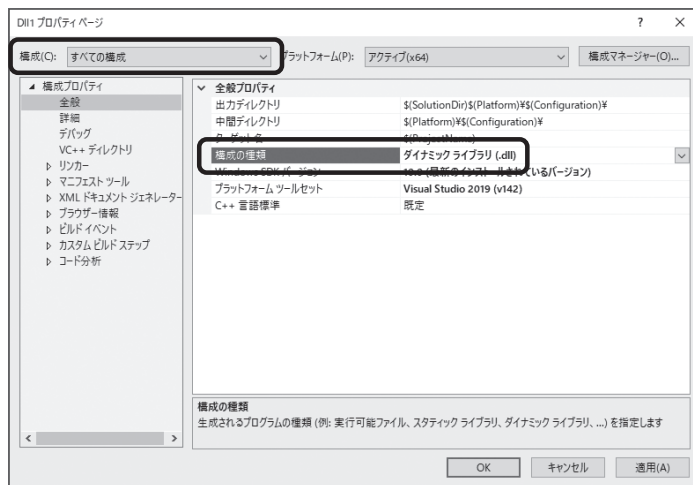 Dll1 プロパティ ページ
? ×
構成(C): すべての構成 プラットフォーム(P): アクティブ(x64) 構成マネージャー(O)...
構成プロパティ
全般
詳細
デバッグ
VC++ ディレクトリ
リンカー
マニフェスト ツール
XML ドキュメント ジェネレーター
ブラウザー情報
ビルド イベント
カスタム ビルド ステップ
コード分析
全般プロパティ
出力ディレクトリ $(SolutionDir)$(Platform)¥$(Configuration)¥
中間ディレクトリ $(Platform)¥$(Configuration)¥
ターゲット名 $(ProjectName)
構成の種類 ダイナミック ライブラリ (.dll)
Windows SDK バージョン 10.0 (最新のインストールされているバージョン)
プラットフォーム ツールセット Visual Studio 2019 (v142)
C++ 言語標準 既定
構成の種類
生成されるプログラムの種類 (例: 実行可能ファイル、スタティック ライブラリ、ダイナミック ライブラリ、...) を指定します
OK キャンセル 適用(A)